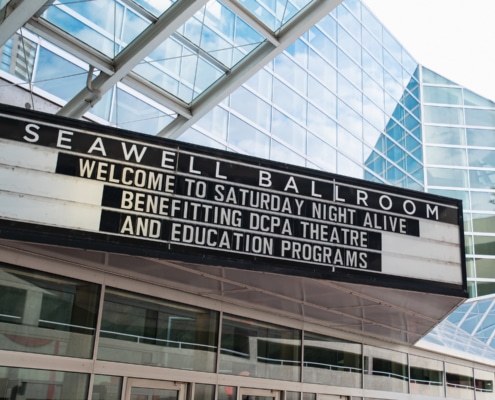 SEAWELL BALLROOM
WELCOME TO SATURDAY NIGHT ALIVE
BENEFITTING DCPA THEATRE
AND EDUCATION PROGRAMS